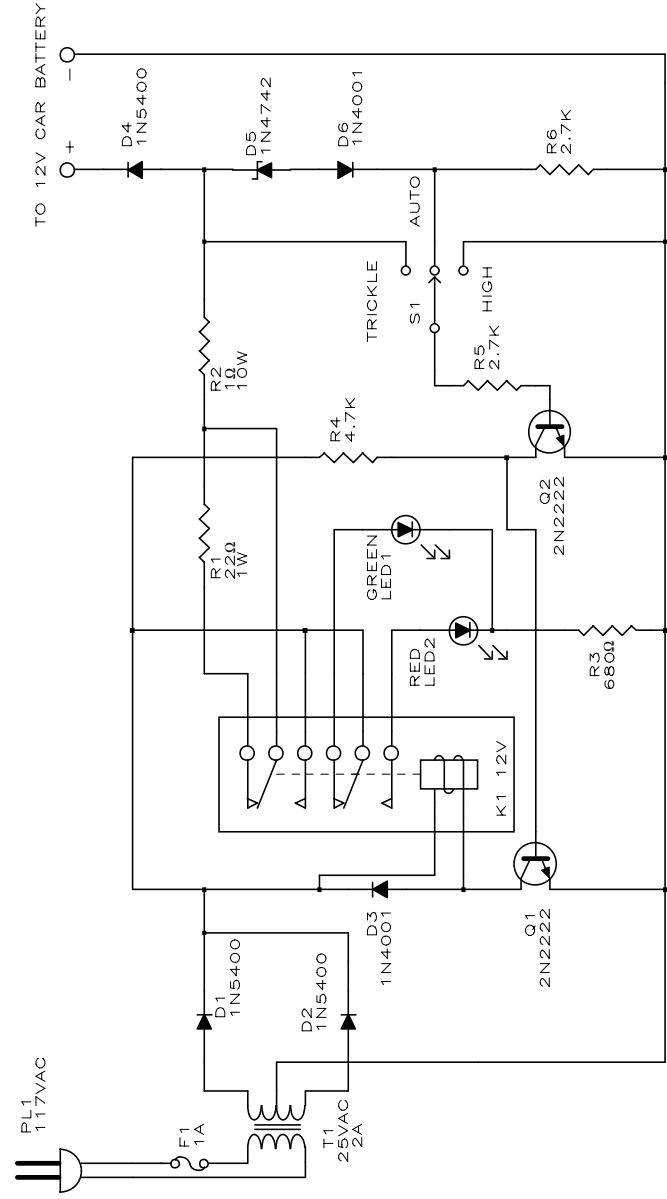 PL1
117VAC
F1
1A
T1
25VAC
2A
D1
1N5400
D2
1N5400
D3
1N4001
Q1
2N2222
K1 12V
RED
LED2
GREEN
LED1
R3
680Ω
R1
22Ω
1W
R4
4.7K
Q2
2N2222
R2
1Ω
10W
R5
2.7K
S1
TRICKLE
HIGH
AUTO
R6
2.7K
D4
1N5400
D5
1N4742
D6
1N4001
+
−
TO 12V CAR BATTERY